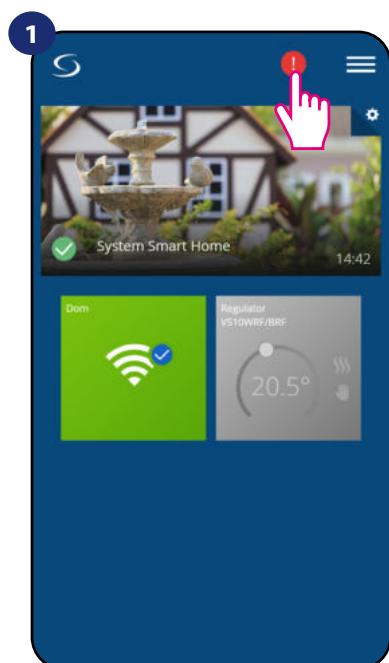 1
!
System Smart Home
14:42
Dom
Regulator
VS10WRF/BRF
20.5°